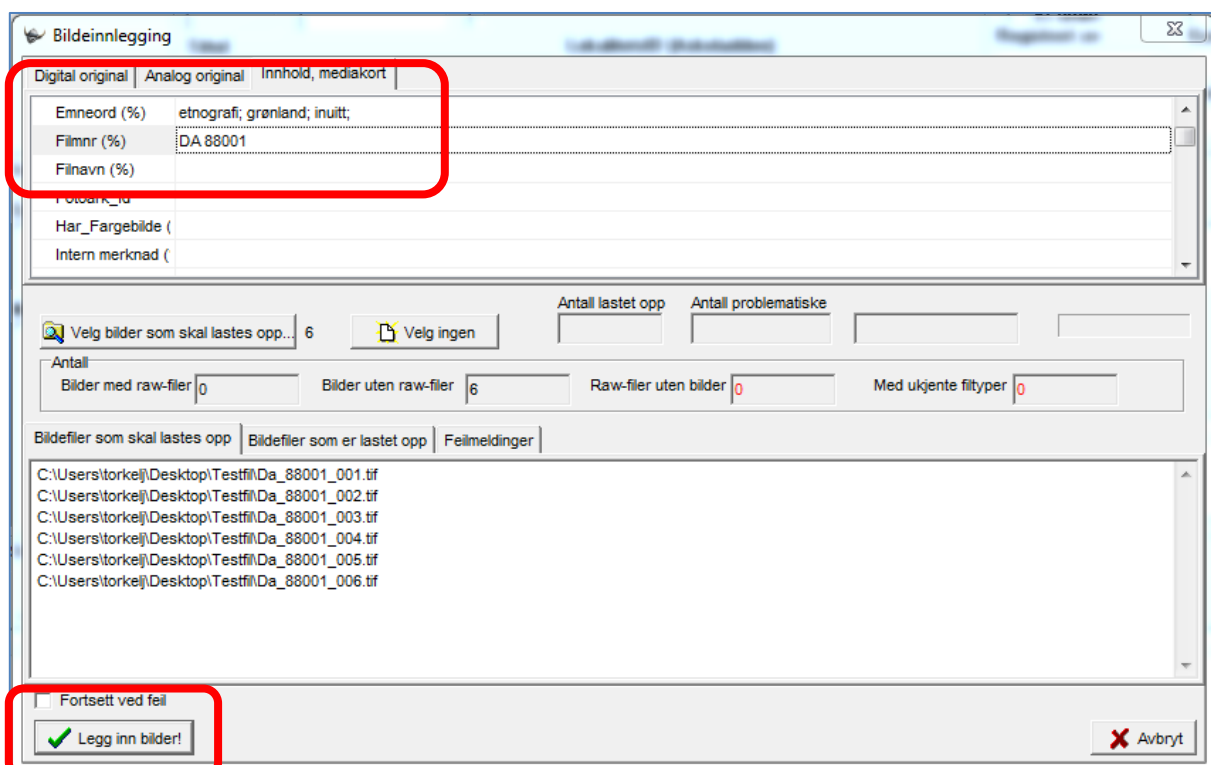 Bildeinnlegging
Digital original Analog original Innhold, mediakort
Emneord (%) etnografi; grønland; inuitt;
Filmnr (%) DA 88001
Filnavn (%)
Fotoark_id
Har_Fargebilde (
Intern merknad (
Antall lastet opp Antall problematiske
Velg bilder som skal lastes opp... 6 Velg ingen
Antall
Bilder med raw-filer 0 Bilder uten raw-filer 6 Raw-filer uten bilder 0 Med ukjente filtyper 0
Bildefiler som skal lastes opp Bildefiler som er lastet opp Feilmeldinger
C:\Users\torkelj\Desktop\Testfil\Da_88001_001.tif
C:\Users\torkelj\Desktop\Testfil\Da_88001_002.tif
C:\Users\torkelj\Desktop\Testfil\Da_88001_003.tif
C:\Users\torkelj\Desktop\Testfil\Da_88001_004.tif
C:\Users\torkelj\Desktop\Testfil\Da_88001_005.tif
C:\Users\torkelj\Desktop\Testfil\Da_88001_006.tif
Fortsett ved feil
Legg inn bilder! Avbryt